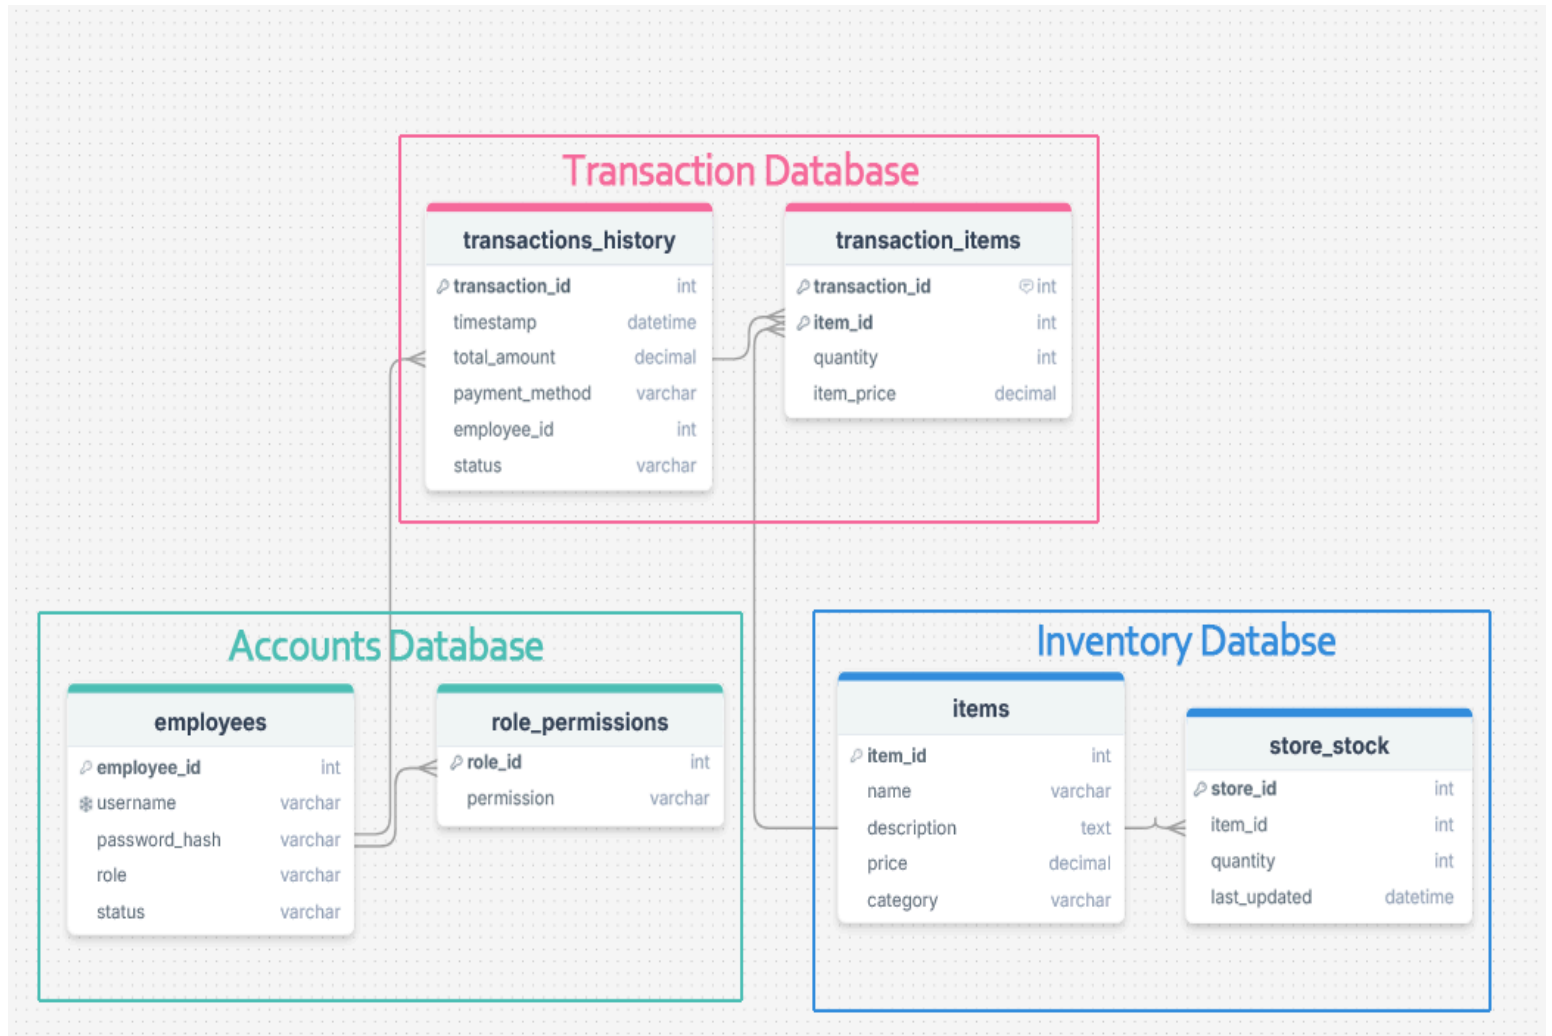 Transaction Database
transactions_history
transaction_id int
timestamp datetime
total_amount decimal
payment_method varchar
employee_id int
status varchar
transaction_items
transaction_id int
item_id int
quantity int
item_price decimal
Accounts Database
employees
employee_id int
username varchar
password_hash varchar
role varchar
status varchar
role_permissions
role_id int
permission varchar
Inventory Databse
items
item_id int
name varchar
description text
price decimal
category varchar
store_stock
store_id int
item_id int
quantity int
last_updated datetime